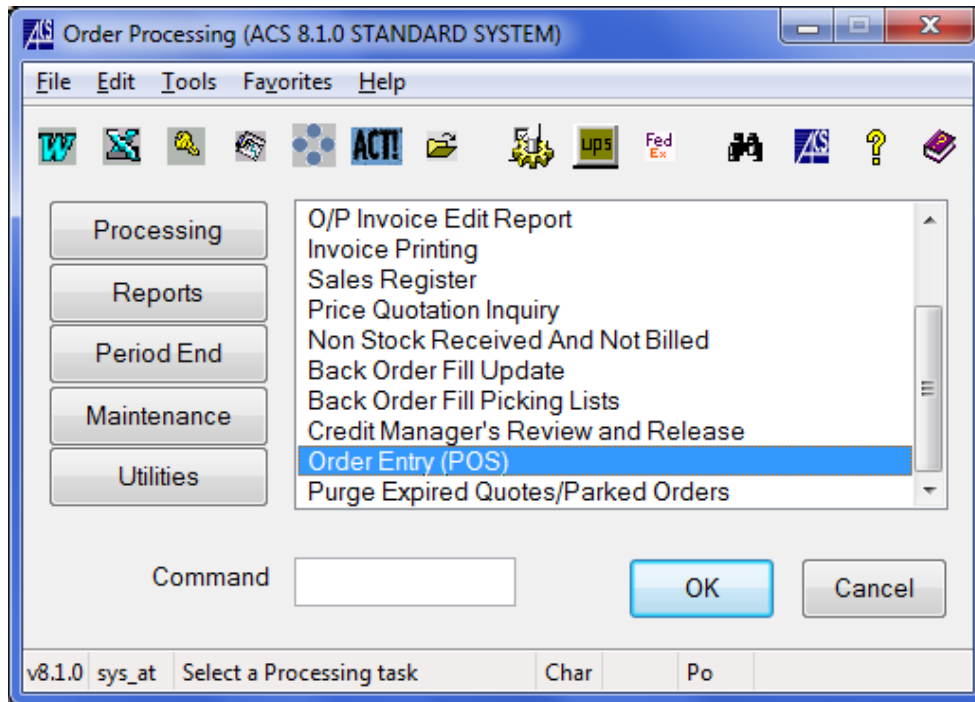 Order Processing (ACS 8.1.0 STANDARD SYSTEM)
File Edit Tools Favorites Help
W X ACT! ups Fed Ex ACS ?
Processing
Reports
Period End
Maintenance
Utilities
O/P Invoice Edit Report
Invoice Printing
Sales Register
Price Quotation Inquiry
Non Stock Received And Not Billed
Back Order Fill Update
Back Order Fill Picking Lists
Credit Manager's Review and Release
Order Entry (POS)
Purge Expired Quotes/Parked Orders
Command
OK Cancel
v8.1.0 sys_at Select a Processing task Char Po